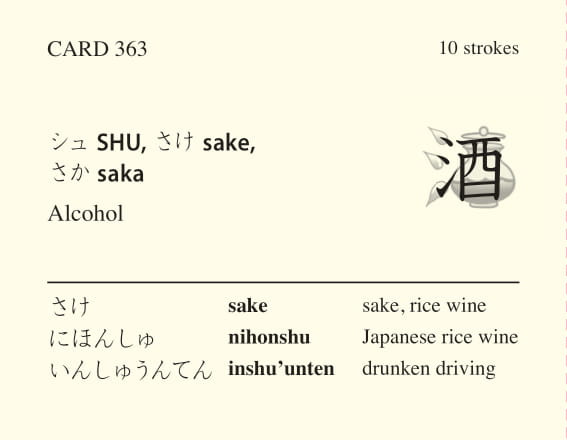 CARD 363 10 strokes
シュ SHU, さけ sake,
さか saka
酒
Alcohol
さけ sake sake, rice wine
にほんしゅ nihonshu Japanese rice wine
いんしゅうんてん inshu’unten drunken driving